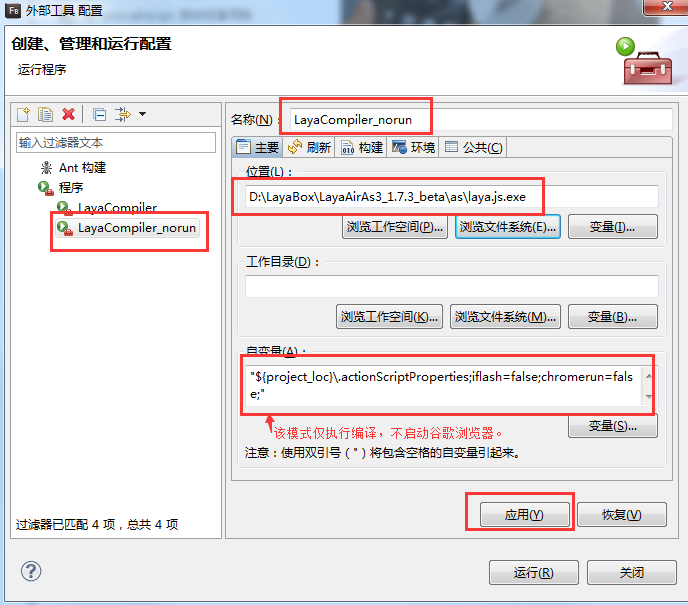 Fb 外部工具 配置
创建、管理和运行配置
运行程序
输入过滤器文本
Ant 构建
程序
LayaCompiler
LayaCompiler_norun
过滤器已匹配 4 项，总共 4 项
名称(N)： LayaCompiler_norun
主要 刷新 构建 环境 公共(C)
位置(L)：
D:\LayaBox\LayaAirAs3_1.7.3_beta\as\laya.js.exe
浏览工作空间(P)... 浏览文件系统(E)... 变量(I)...
工作目录(D)：
浏览工作空间(K)... 浏览文件系统(M)... 变量(B)...
自变量(A)：
"${project_loc}\.actionScriptProperties;iflash=false;chromerun=fals
e;"
该模式仅执行编译，不启动谷歌浏览器。
变量(S)...
注意：使用双引号 (") 将包含空格的自变量引起来。
应用(Y) 恢复(V)
运行(R) 关闭